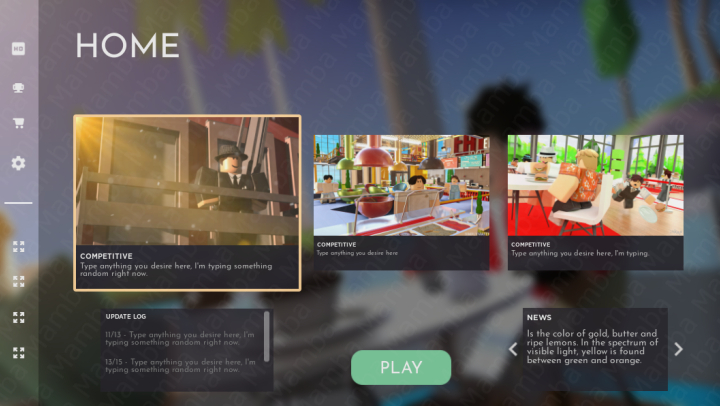 HOME
HD
COMPETITIVE
Type anything you desire here, I'm typing something
random right now.
COMPETITIVE
Type anything you desire here
COMPETITIVE
Type anything you desire here, I'm typing.
UPDATE LOG
11/13 - Type anything you desire here, I'm
typing something random right now.
13/15 - Type anything you desire here, I'm
typing something random right now.
PLAY
NEWS
Is the color of gold, butter and
ripe lemons. In the spectrum of
visible light, yellow is found
between green and orange.